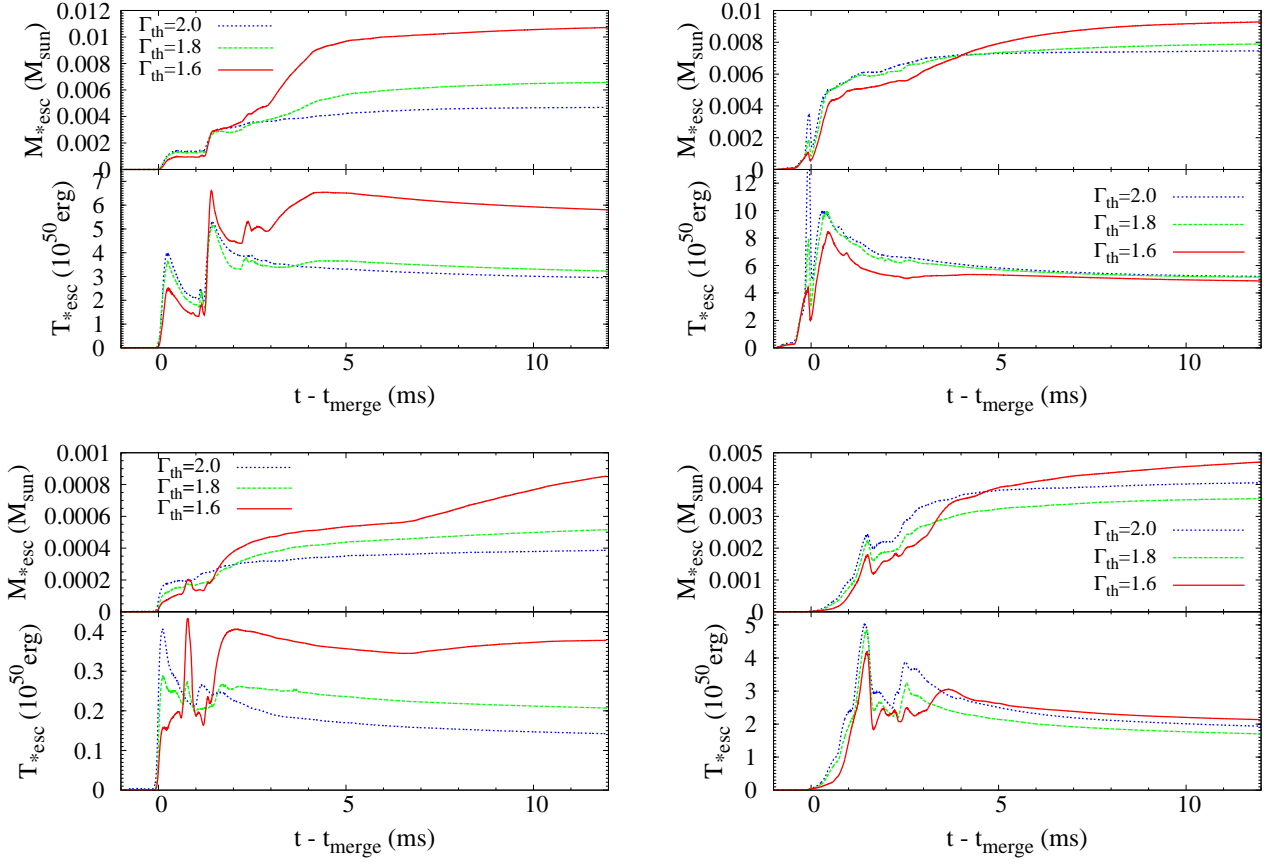 M*esc (Msun)
0.012
0.01
0.008
0.006
0.004
0.002
0
Γth=2.0
Γth=1.8
Γth=1.6
T*esc (10^50erg)
7
6
5
4
3
2
1
0
0 5 10
t - tmerge (ms)
M*esc (Msun)
0.01
0.008
0.006
0.004
0.002
0
T*esc (10^50erg)
12
10
8
6
4
2
0
Γth=2.0
Γth=1.8
Γth=1.6
0 5 10
t - tmerge (ms)
M*esc (Msun)
0.001
0.0008
0.0006
0.0004
0.0002
0
Γth=2.0
Γth=1.8
Γth=1.6
T*esc (10^50erg)
0.4
0.3
0.2
0.1
0
0 5 10
t - tmerge (ms)
M*esc (Msun)
0.005
0.004
0.003
0.002
0.001
0
Γth=2.0
Γth=1.8
Γth=1.6
T*esc (10^50erg)
5
4
3
2
1
0
0 5 10
t - tmerge (ms)